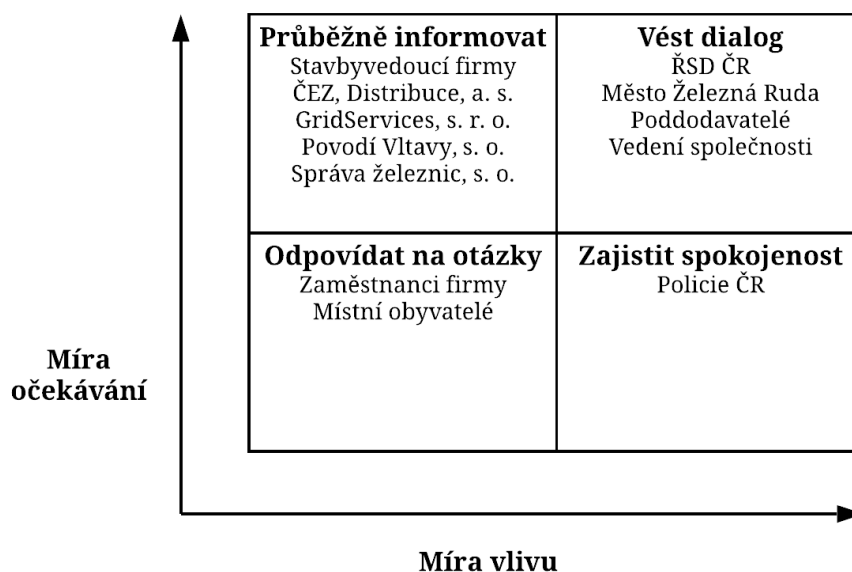 Průběžně informovat
Stavbyvedoucí firmy
ČEZ, Distribuce, a. s.
GridServices, s. r. o.
Povodí Vltavy, s. o.
Správa železnic, s. o.
Vést dialog
ŘSD ČR
Město Železná Ruda
Poddodavatelé
Vedení společnosti
Odpovídat na otázky
Zaměstnanci firmy
Místní obyvatelé
Zajistit spokojenost
Policie ČR
Míra
očekávání
Míra vlivu